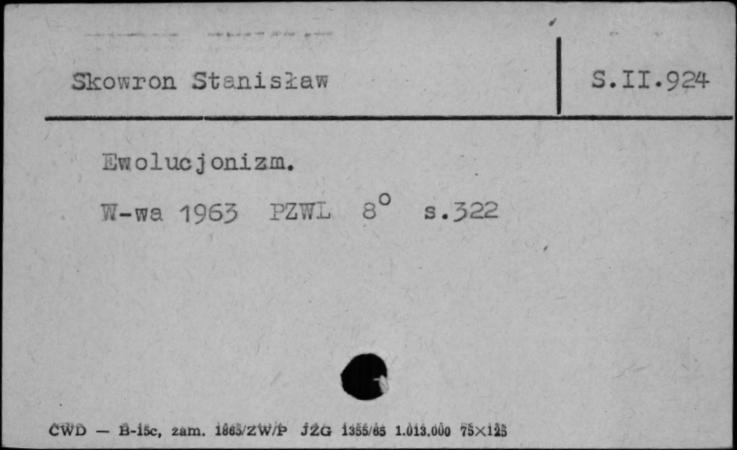 Skowron Stanisław S.II.924
Ewolucjonizm.
W-wa 1963 PZWL 8° s.322
CWD — B-15c, zam. 1865/ZW/P JZG 1355/65 1.013.000 75×125